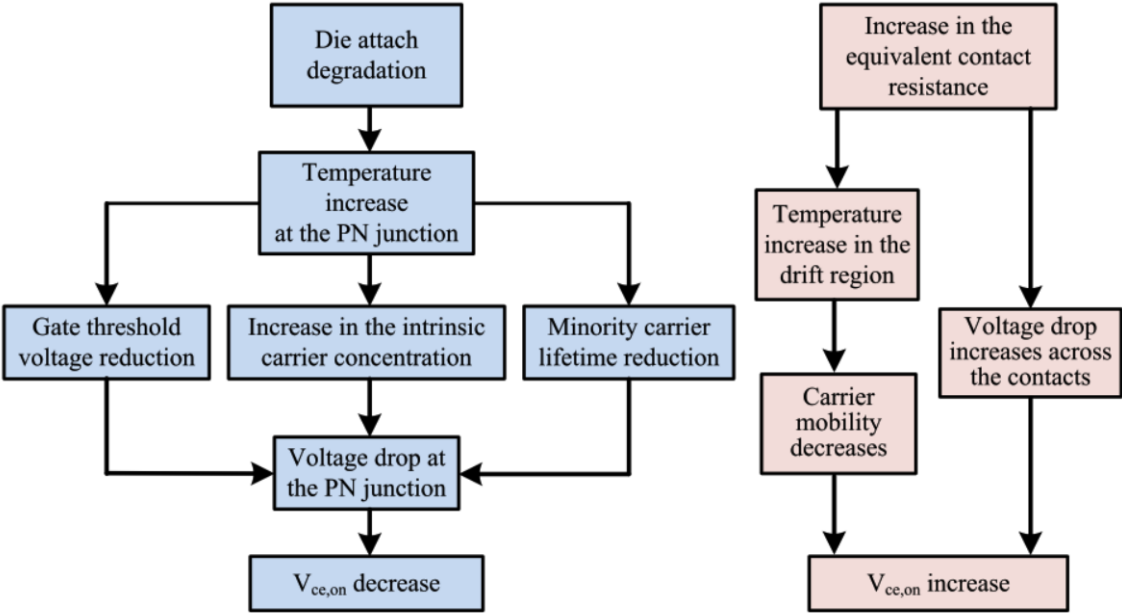 Die attach
degradation
Temperature
increase
at the PN junction
Gate threshold
voltage reduction
Increase in the intrinsic
carrier concentration
Minority carrier
lifetime reduction
Voltage drop at
the PN junction
Vce,on decrease
Increase in the
equivalent contact
resistance
Temperature
increase in the
drift region
Carrier
mobility
decreases
Voltage drop
increases across
the contacts
Vce,on increase